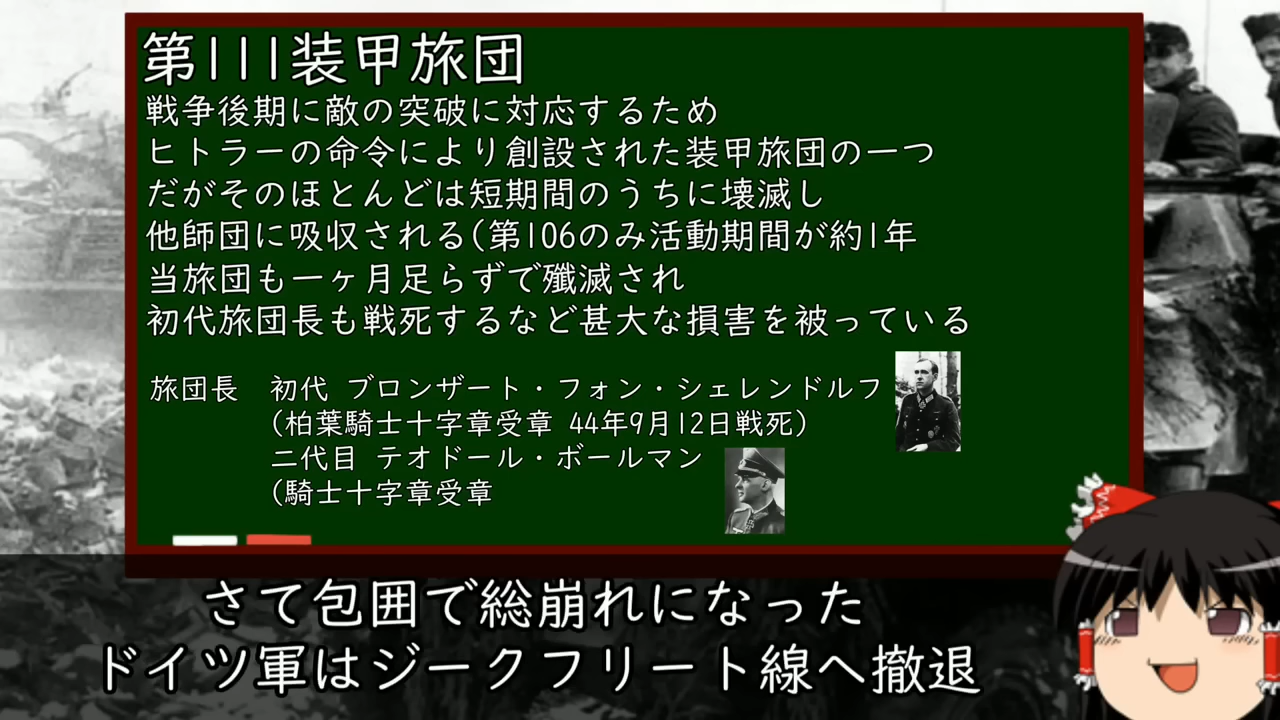 第111装甲旅団
戦争後期に敵の突破に対応するため
ヒトラーの命令により創設された装甲旅団の一つ
だがそのほとんどは短期間のうちに壊滅し
他師団に吸収される(第106のみ活動期間が約1年
当旅団も一ヶ月足らずで殲滅され
初代旅団長も戦死するなど甚大な損害を被っている
旅団長 初代 ブロンザート・フォン・シェレンドルフ
(柏葉騎士十字章受章 44年9月12日戦死)
二代目 テオドール・ボールマン
(騎士十字章受章
さて包囲で総崩れになった
ドイツ軍はジークフリート線へ撤退